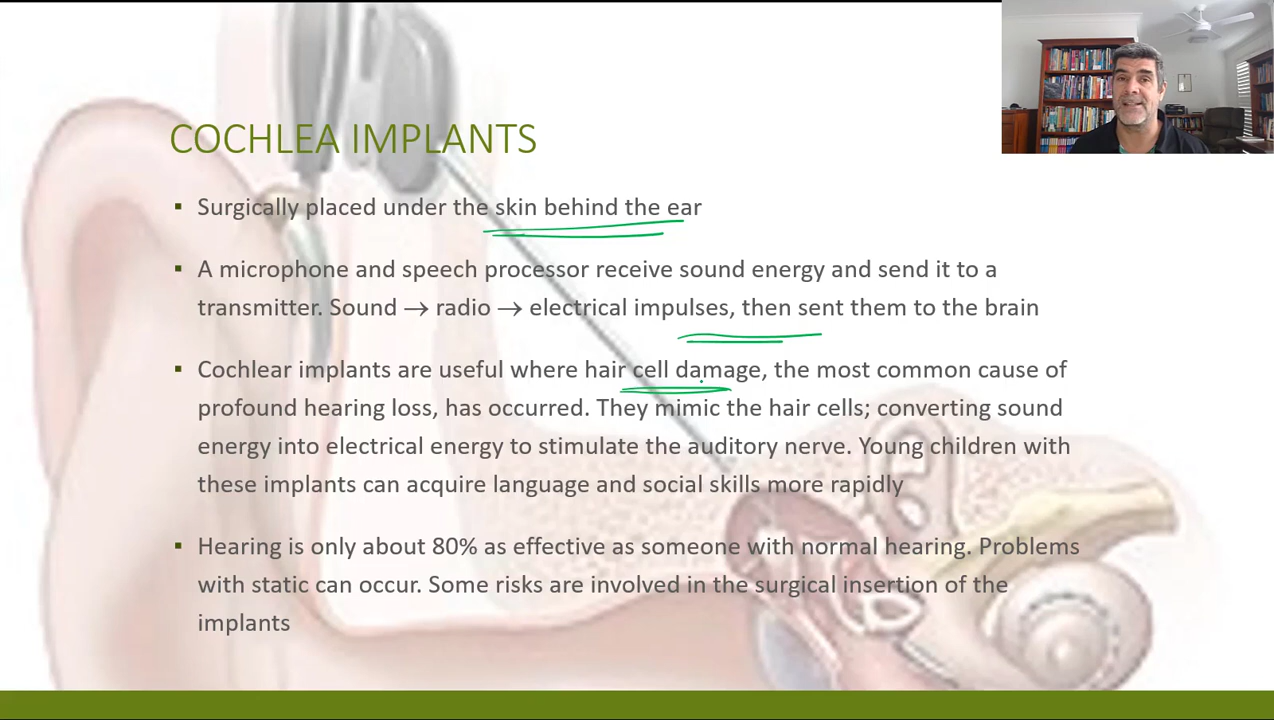 COCHLEA IMPLANTS
▪ Surgically placed under the skin behind the ear
▪ A microphone and speech processor receive sound energy and send it to a
transmitter. Sound → radio → electrical impulses, then sent them to the brain
▪ Cochlear implants are useful where hair cell damage, the most common cause of
profound hearing loss, has occurred. They mimic the hair cells; converting sound
energy into electrical energy to stimulate the auditory nerve. Young children with
these implants can acquire language and social skills more rapidly
▪ Hearing is only about 80% as effective as someone with normal hearing. Problems
with static can occur. Some risks are involved in the surgical insertion of the
implants